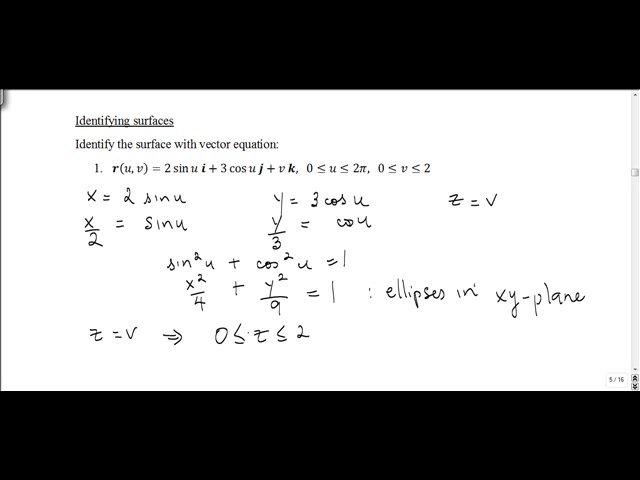 Identifying surfaces
Identify the surface with vector equation:
1. r(u, v) = 2 sin u i + 3 cos u j + v k, 0 ≤ u ≤ 2π, 0 ≤ v ≤ 2
x = 2 sin u y = 3 cos u z = v
x/2 = sin u y/3 = cou
sin²u + cos²u = 1
x²/4 + y²/9 = 1 : ellipses in xy-plane
z = v ⇒ 0 ≤ z ≤ 2
5 / 16